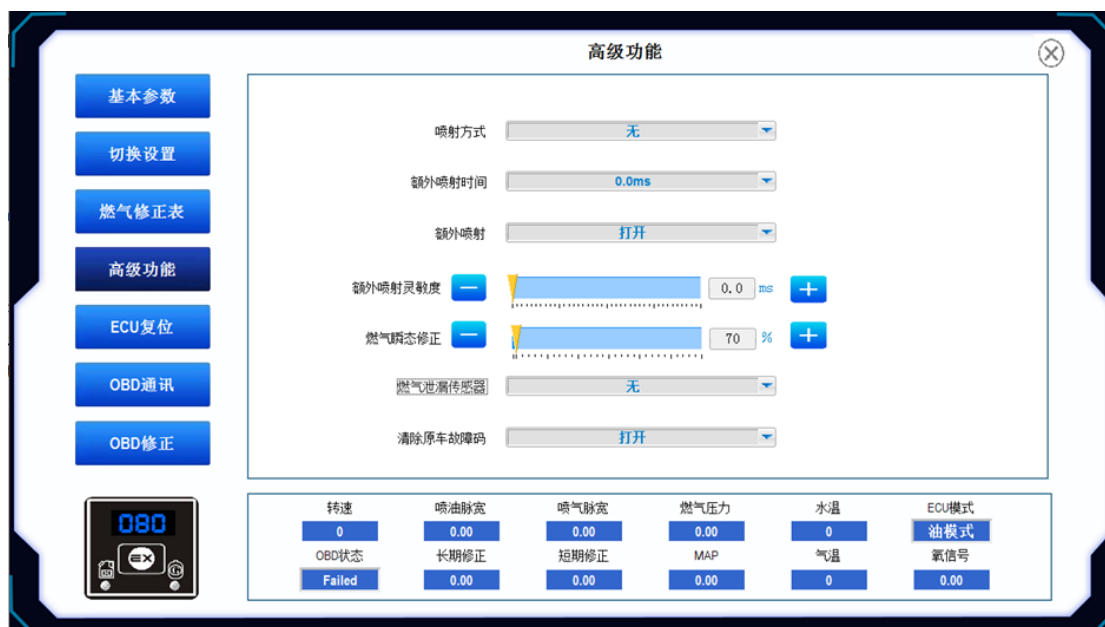 高级功能
基本参数
切换设置
燃气修正表
高级功能
ECU复位
OBD通讯
OBD修正
喷射方式 无
额外喷射时间 0.0ms
额外喷射 打开
额外喷射灵敏度 0.0 ms
燃气瞬态修正 70 %
燃气泄漏传感器 无
清除原车故障码 打开
080
EX
转速 喷油脉宽 喷气脉宽 燃气压力 水温 ECU模式
0 0.00 0.00 0.00 0 油模式
OBD状态 长期修正 短期修正 MAP 气温 氧信号
Failed 0.00 0.00 0.00 0 0.00